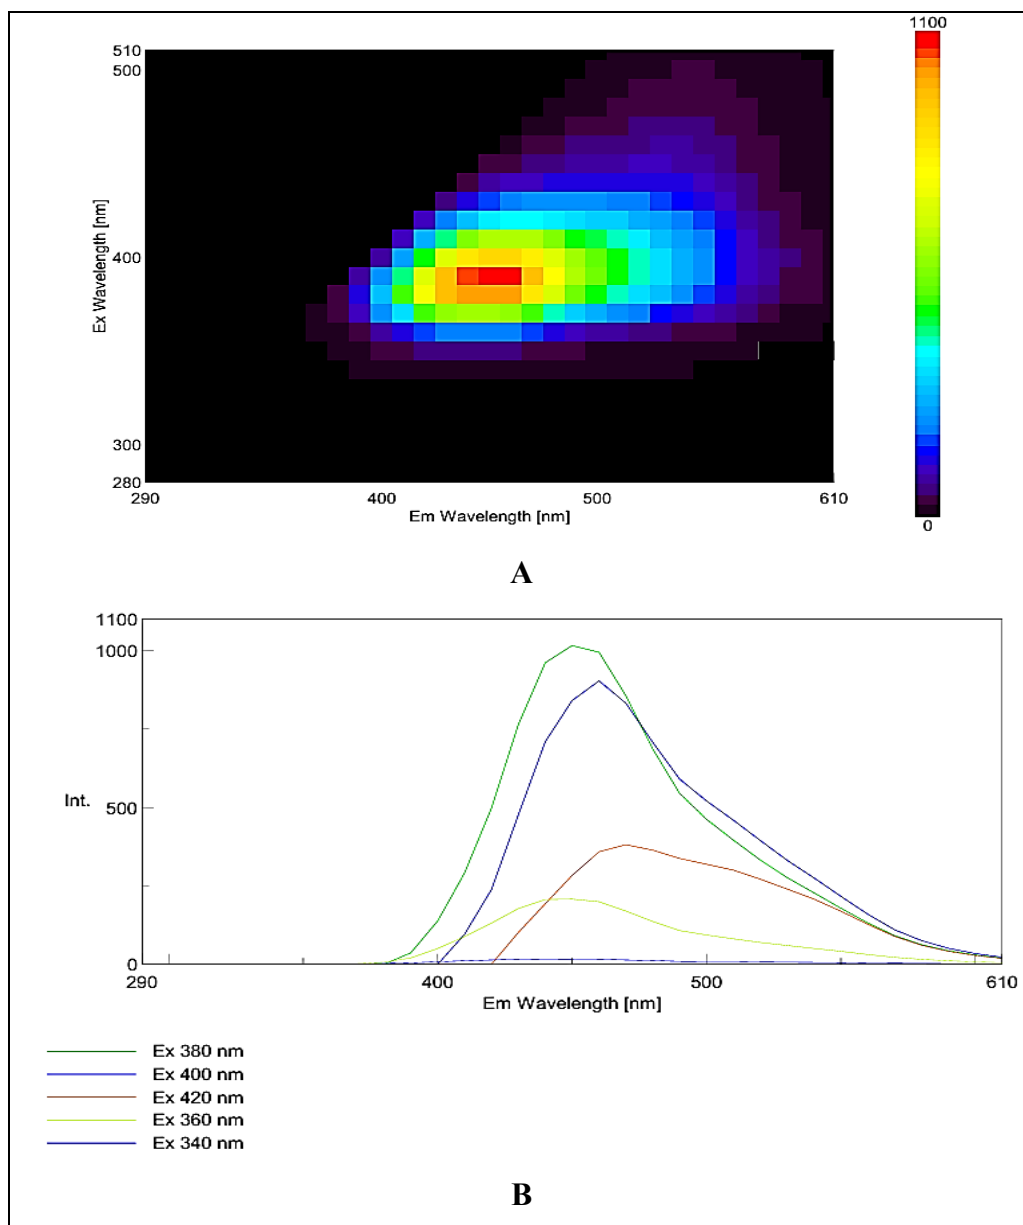 1100
510
500
400
300
280
Ex Wavelength [nm]
290 400 500 610
Em Wavelength [nm]
0
A
1100
1000
500
0
Int.
290 400 500 610
Em Wavelength [nm]
Ex 380 nm
Ex 400 nm
Ex 420 nm
Ex 360 nm
Ex 340 nm
B